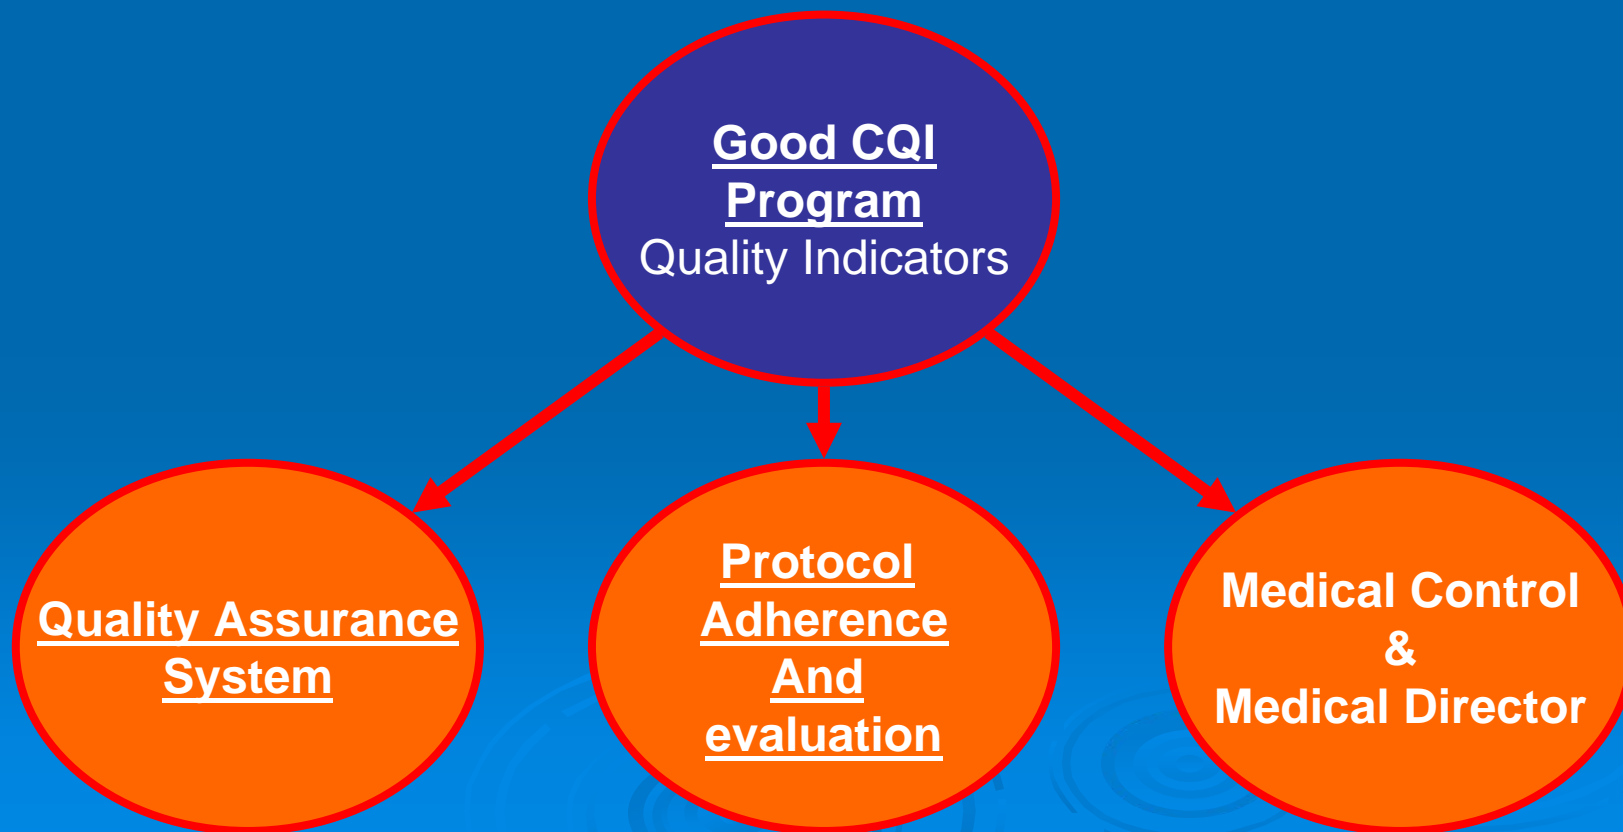 Good CQI
Program
Quality Indicators
Quality Assurance
System
Protocol
Adherence
And
evaluation
Medical Control
&
Medical Director